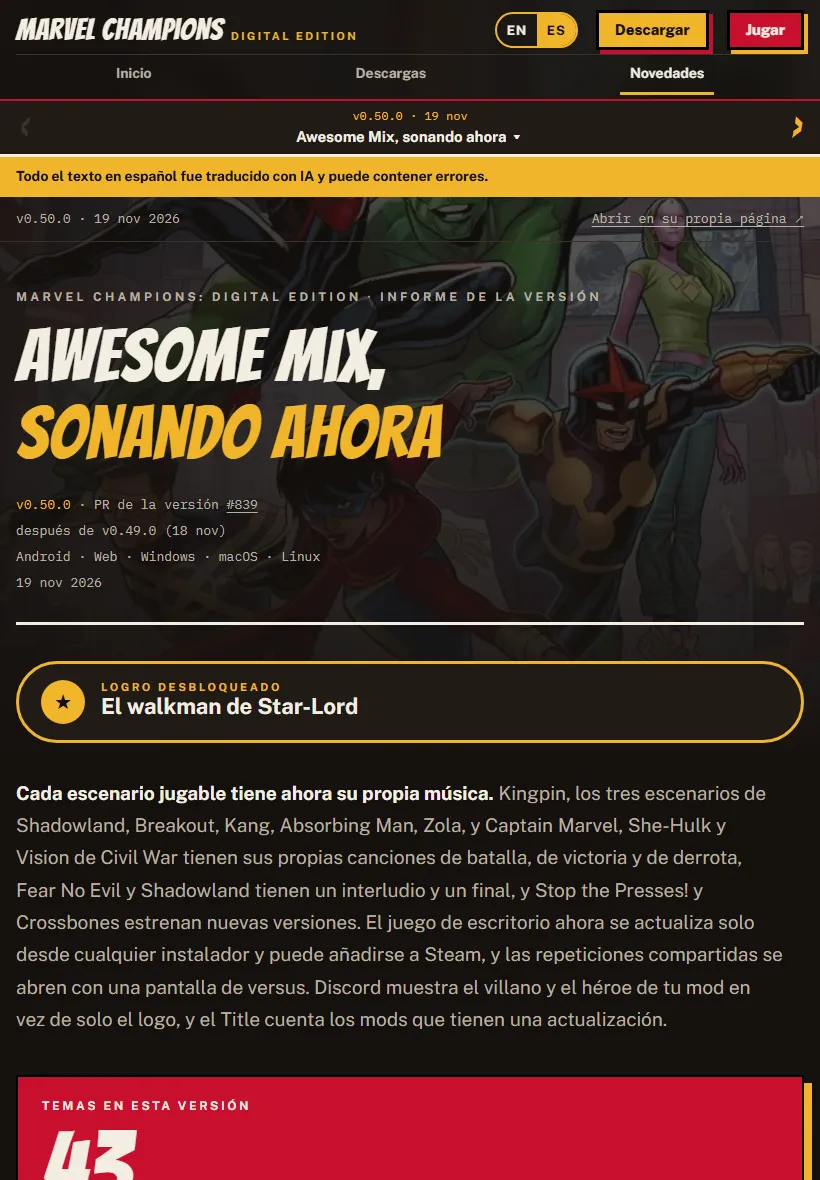 MARVEL CHAMPIONS DIGITAL EDITION
EN ES
Descargar
Jugar
Inicio
Descargas
Novedades
v0.50.0 · 19 nov
Awesome Mix, sonando ahora
Todo el texto en español fue traducido con IA y puede contener errores.
v0.50.0 · 19 nov 2026
Abrir en su propia página ↗
MARVEL CHAMPIONS: DIGITAL EDITION · INFORME DE LA VERSIÓN
AWESOME MIX,
SONANDO AHORA
v0.50.0 · PR de la versión #839
después de v0.49.0 (18 nov)
Android · Web · Windows · macOS · Linux
19 nov 2026
LOGRO DESBLOQUEADO
El walkman de Star-Lord
Cada escenario jugable tiene ahora su propia música. Kingpin, los tres escenarios de
Shadowland, Breakout, Kang, Absorbing Man, Zola, y Captain Marvel, She-Hulk y
Vision de Civil War tienen sus propias canciones de batalla, de victoria y de derrota,
Fear No Evil y Shadowland tienen un interludio y un final, y Stop the Presses! y
Crossbones estrenan nuevas versiones. El juego de escritorio ahora se actualiza solo
desde cualquier instalador y puede añadirse a Steam, y las repeticiones compartidas se
abren con una pantalla de versus. Discord muestra el villano y el héroe de tu mod en
vez de solo el logo, y el Title cuenta los mods que tienen una actualización.
TEMAS EN ESTA VERSIÓN
43